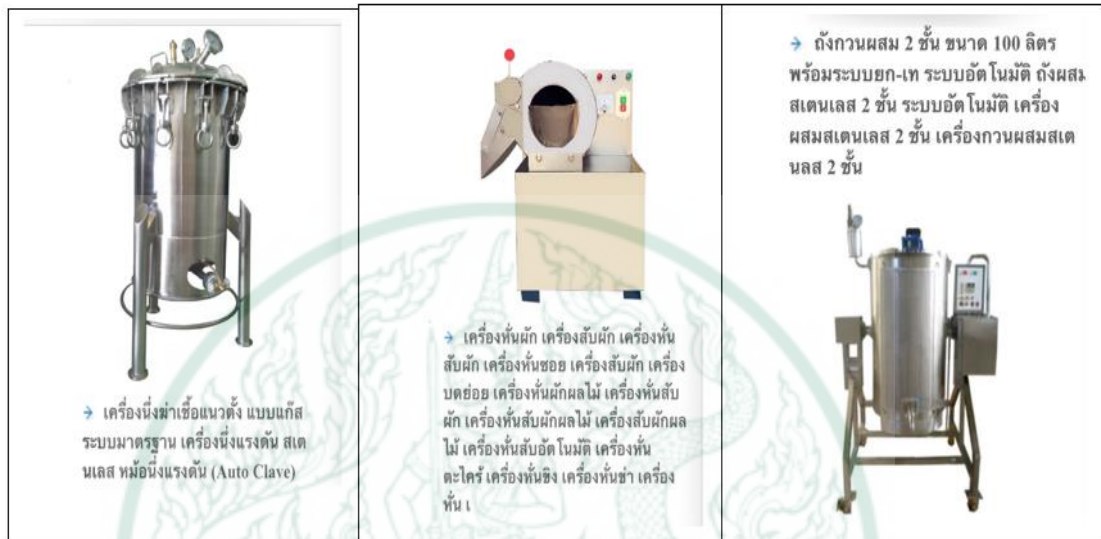 → เครื่องนึ่งฆ่าเชื้อแนวตั้ง แบบแก๊ส
ระบบมาตรฐาน เครื่องนึ่งแรงดัน สเต
นเลส หม้อนึ่งแรงดัน (Auto Clave)
→ เครื่องหั่นผัก เครื่องสับผัก เครื่องหั่น
สับผัก เครื่องหั่นซอย เครื่องสับผัก เครื่อง
บดย่อย เครื่องหั่นผักผลไม้ เครื่องหั่นสับ
ผัก เครื่องหั่นสับผักผลไม้ เครื่องสับผักผล
ไม้ เครื่องหั่นสับอัตโนมัติ เครื่องหั่น
ตะไคร้ เครื่องหั่นขิง เครื่องหั่นข่า เครื่อง
หั่น เ
→ ถังกวนผสม 2 ชั้น ขนาด 100 ลิตร
พร้อมระบบยก-เท ระบบอัตโนมัติ ถังผสม
สเตนเลส 2 ชั้น ระบบอัตโนมัติ เครื่อง
ผสมสเตนเลส 2 ชั้น เครื่องกวนผสมสเต
นลส 2 ชั้น